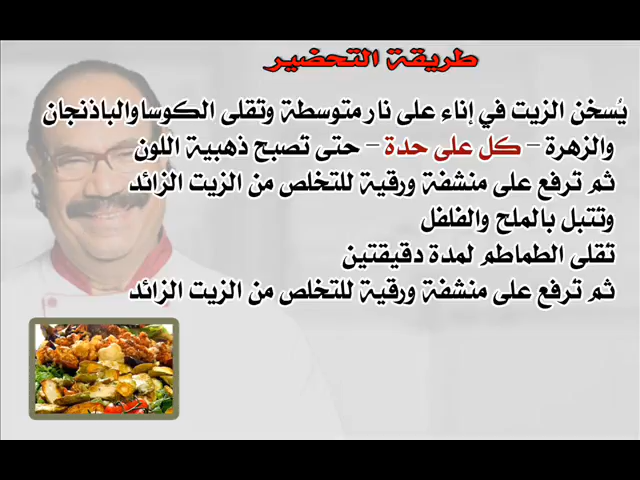 طريقة التحضير
يُسخن الزيت في إناء على نار متوسطة وتقلى الكوسا والباذنجان
والزهرة - كل على حدة - حتى تصبح ذهبية اللون
ثم ترفع على منشفة ورقية للتخلص من الزيت الزائد
وتتبل بالملح والفلفل
تقلى الطماطم لمدة دقيقتين
ثم ترفع على منشفة ورقية للتخلص من الزيت الزائد